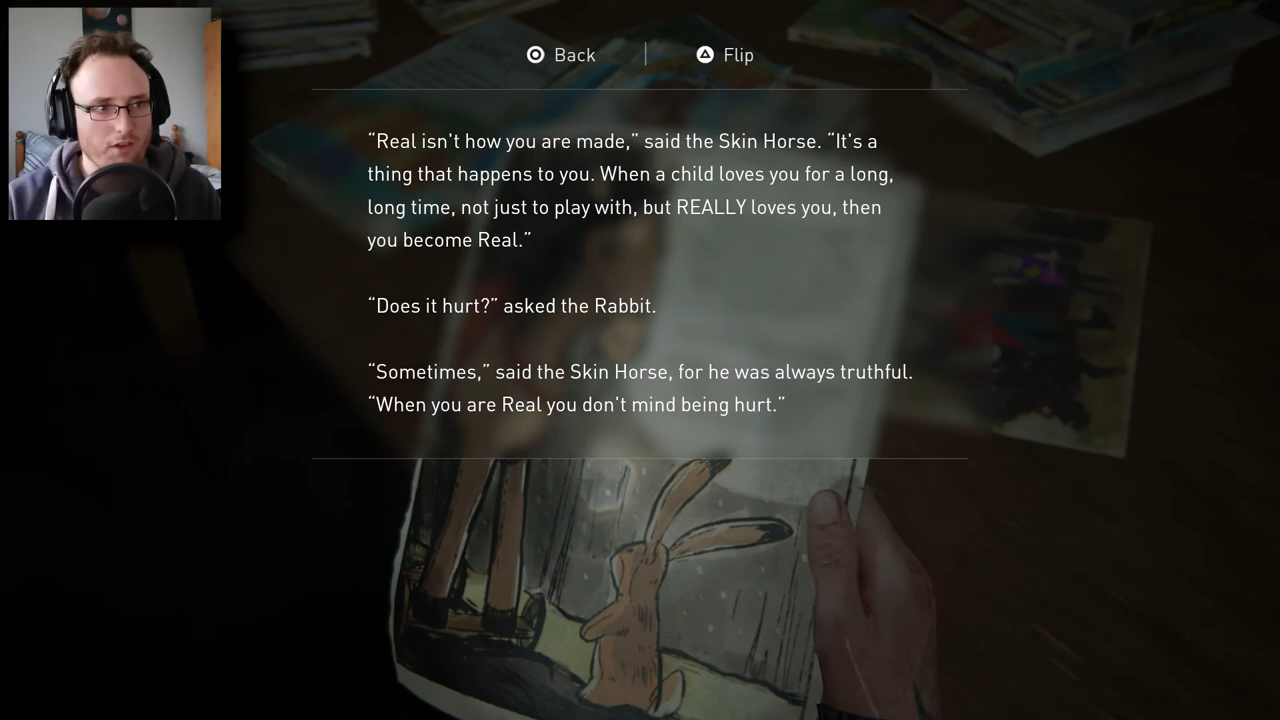 Back | Flip
“Real isn't how you are made,” said the Skin Horse. “It's a
thing that happens to you. When a child loves you for a long,
long time, not just to play with, but REALLY loves you, then
you become Real.”
“Does it hurt?” asked the Rabbit.
“Sometimes,” said the Skin Horse, for he was always truthful.
“When you are Real you don't mind being hurt.”